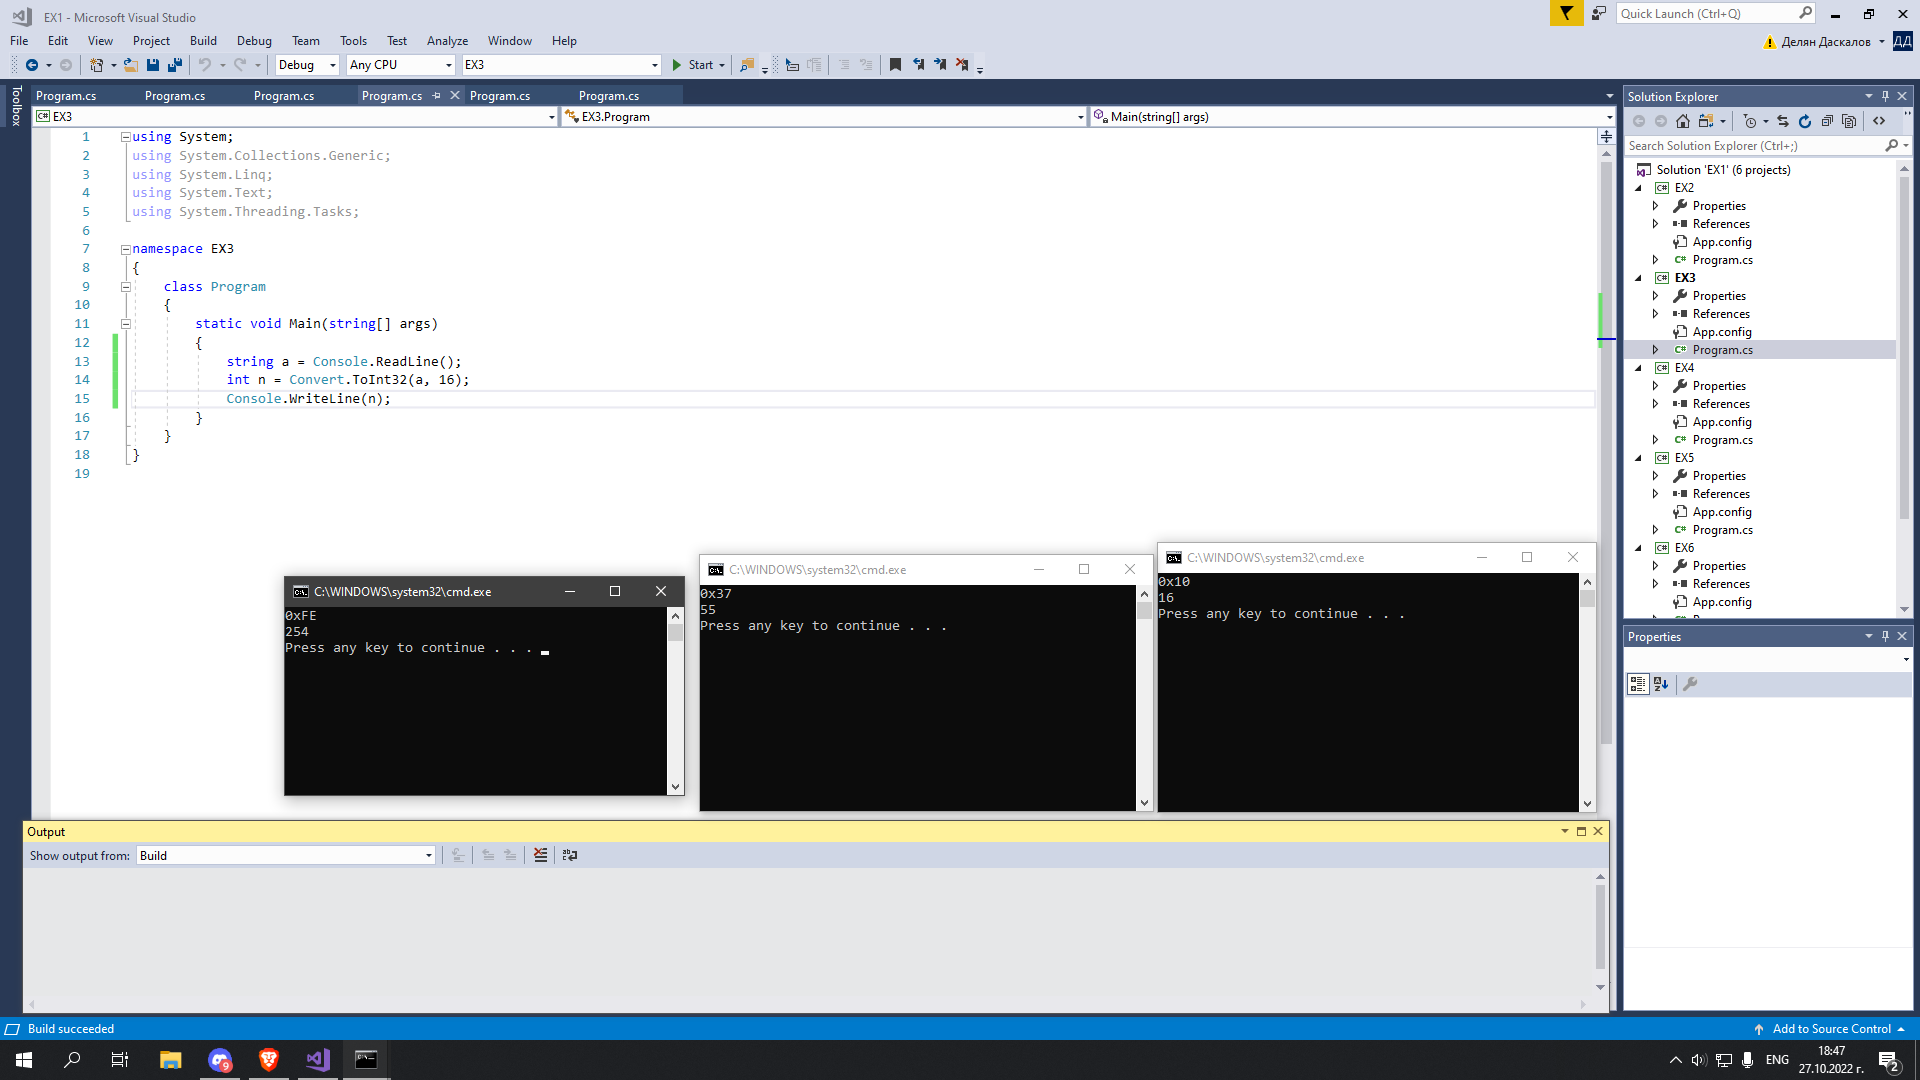 EX1 - Microsoft Visual Studio
Quick Launch (Ctrl+Q)
File Edit View Project Build Debug Team Tools Test Analyze Window Help
Делян Даскалов ДД
Debug Any CPU EX3 Start
Toolbox
Program.cs Program.cs Program.cs Program.cs Program.cs Program.cs
EX3 EX3.Program Main(string[] args)
1 using System;
2 using System.Collections.Generic;
3 using System.Linq;
4 using System.Text;
5 using System.Threading.Tasks;
6
7 namespace EX3
8 {
9 class Program
10 {
11 static void Main(string[] args)
12 {
13 string a = Console.ReadLine();
14 int n = Convert.ToInt32(a, 16);
15 Console.WriteLine(n);
16 }
17 }
18 }
19
C:\WINDOWS\system32\cmd.exe
0xFE
254
Press any key to continue . . .
C:\WINDOWS\system32\cmd.exe
0x37
55
Press any key to continue . . .
C:\WINDOWS\system32\cmd.exe
0x10
16
Press any key to continue . . .
Solution Explorer
Search Solution Explorer (Ctrl+;)
Solution 'EX1' (6 projects)
EX2
Properties
References
App.config
Program.cs
EX3
Properties
References
App.config
Program.cs
EX4
Properties
References
App.config
Program.cs
EX5
Properties
References
App.config
Program.cs
EX6
Properties
References
App.config
Properties
Output
Show output from: Build
Build succeeded
Add to Source Control
9
ENG
18:47
27.10.2022 г.
2